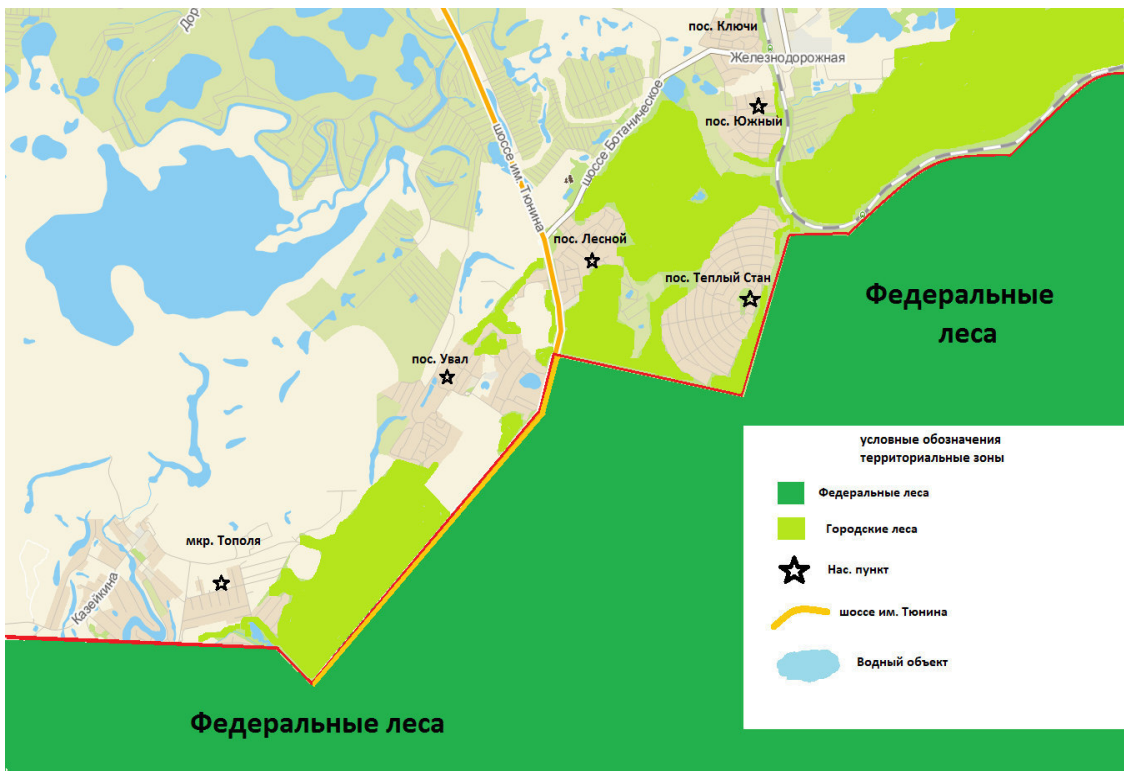 Дор
пос. Ключи
Железнодорожная
пос. Южный
шоссе Ботаническое
шоссе им. Тюнина
пос. Лесной
пос. Теплый Стан
Федеральные
леса
пос. Увал
мкр. Тополя
Казейкина
Федеральные леса
условные обозначения
территориальные зоны
Федеральные леса
Городские леса
Нас. пункт
шоссе им. Тюнина
Водный объект